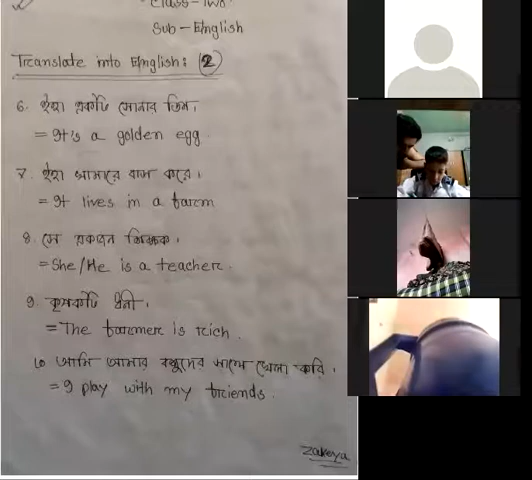 Class-Two
Sub-English
Translate into English: (2)
6. ইহা একটি সোনার ডিম।
= It's a golden egg.
7. ইহা খামারে বাস করে।
= It lives in a farm
8. সে একজন শিক্ষক।
= She/He is a teacher.
9. কৃষকটি ধনী।
= The farmer is rich.
১০ আমি আমার বন্ধুদের সাথে খেলা করি।
= I play with my friends.
Zakeya